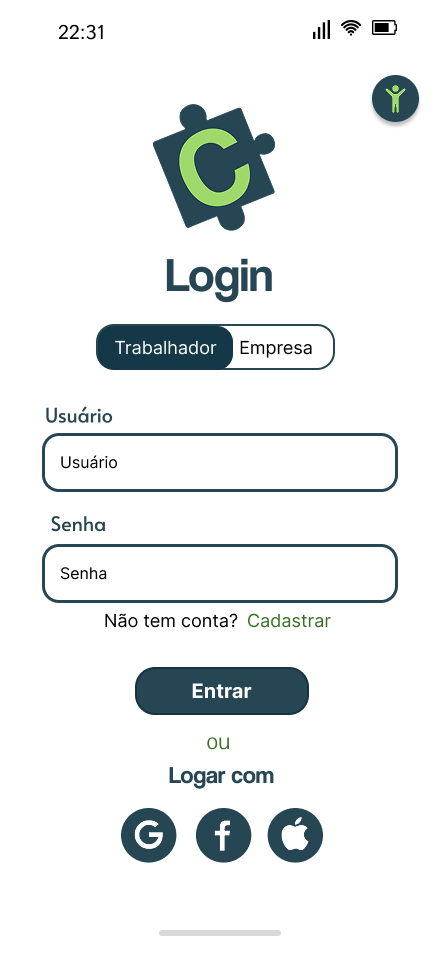 22:31
C
Login
Trabalhador Empresa
Usuário
Usuário
Senha
Senha
Não tem conta? Cadastrar
Entrar
ou
Logar com
G f